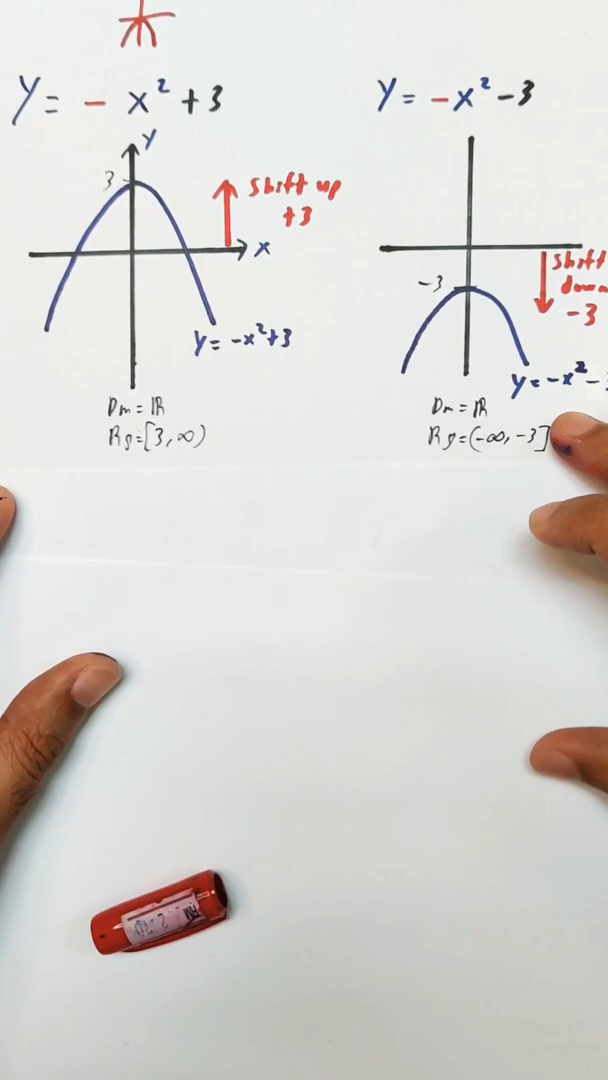 y = - x² + 3
y
3
shift up
+3
x
y = -x²+3
Dm = ℝ
Rg=[3,∞)
y = -x² - 3
-3
shift
down
-3
y = -x² -
Dm = ℝ
Rg=(-∞,-3]